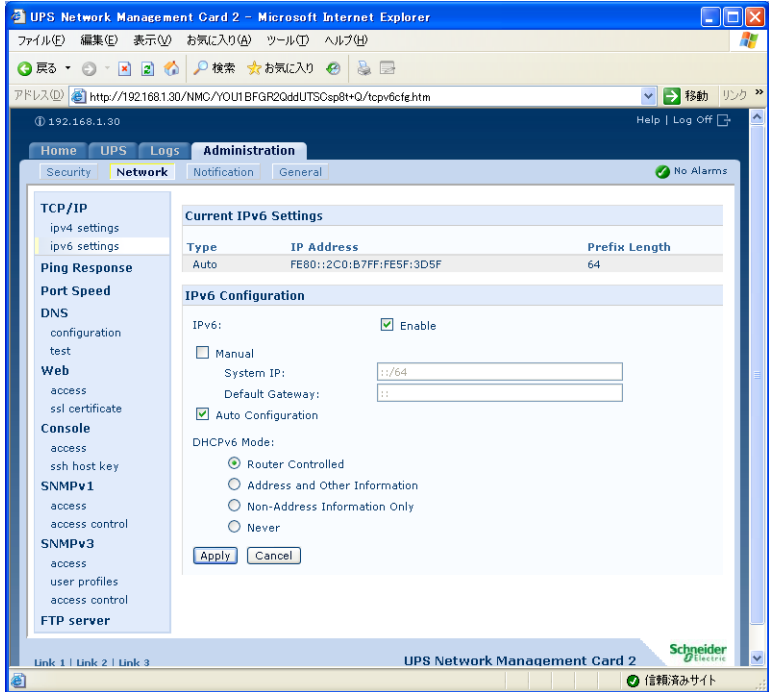 UPS Network Management Card 2 - Microsoft Internet Explorer
ファイル(F) 編集(E) 表示(V) お気に入り(A) ツール(T) ヘルプ(H)
戻る 検索 お気に入り
アドレス(D) http://192.168.1.30/NMC/YOU1BFGR2QddUTSCsp8t+Q/tcpv6cfg.htm 移動 リンク »
192.168.1.30 Help | Log Off
Home UPS Logs Administration
Security Network Notification General No Alarms
TCP/IP
ipv4 settings
ipv6 settings
Ping Response
Port Speed
DNS
configuration
test
Web
access
ssl certificate
Console
access
ssh host key
SNMPv1
access
access control
SNMPv3
access
user profiles
access control
FTP server
Current IPv6 Settings
Type IP Address Prefix Length
Auto FE80::2C0:B7FF:FE5F:3D5F 64
IPv6 Configuration
IPv6: Enable
Manual
System IP: ::/64
Default Gateway: ::
Auto Configuration
DHCPv6 Mode:
Router Controlled
Address and Other Information
Non-Address Information Only
Never
Apply Cancel
Link 1 | Link 2 | Link 3 UPS Network Management Card 2
Schneider
Electric
信頼済みサイト